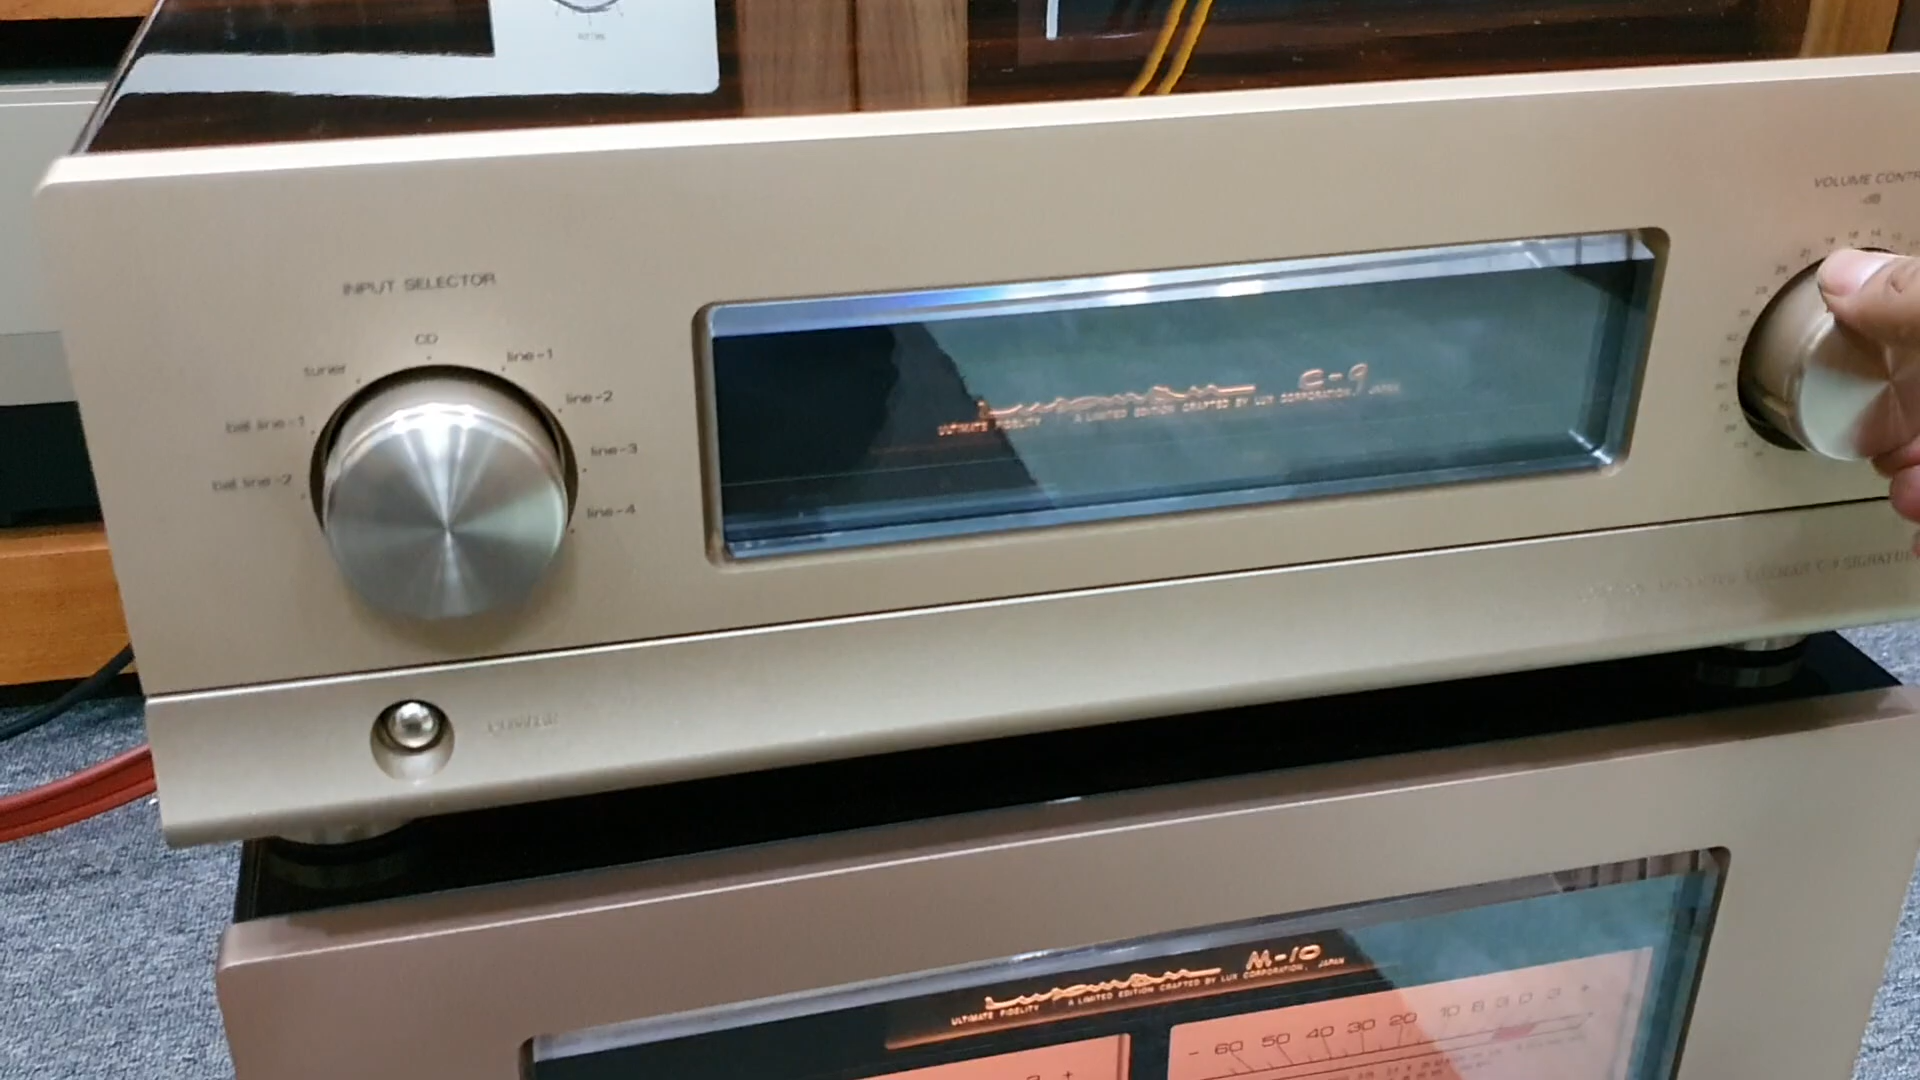 INPUT SELECTOR
CD
tuner
line-1
bal line-1
line-2
bal line-2
line-3
line-4
luxman C-9
ULTIMATE FIDELITY A LIMITED EDITION CRAFTED BY LUX CORPORATION, JAPAN
VOLUME CONTR
dB
luxman M-10
ULTIMATE FIDELITY A LIMITED EDITION CRAFTED BY LUX CORPORATION, JAPAN
- 60 50 40 30 20 10 6 3 0 3 +